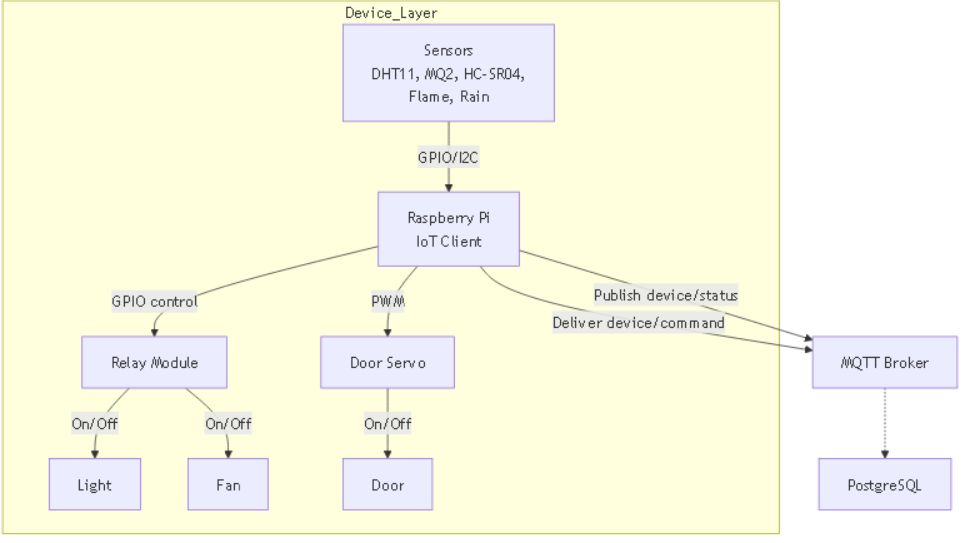 Device_Layer
Sensors
DHT11, MQ2, HC-SR04,
Flame, Rain
GPIO/I2C
Raspberry Pi
IoT Client
GPIO control
PWM
Publish device/status
Deliver device/command
Relay Module
Door Servo
MQTT Broker
On/Off
On/Off
On/Off
Light
Fan
Door
PostgreSQL